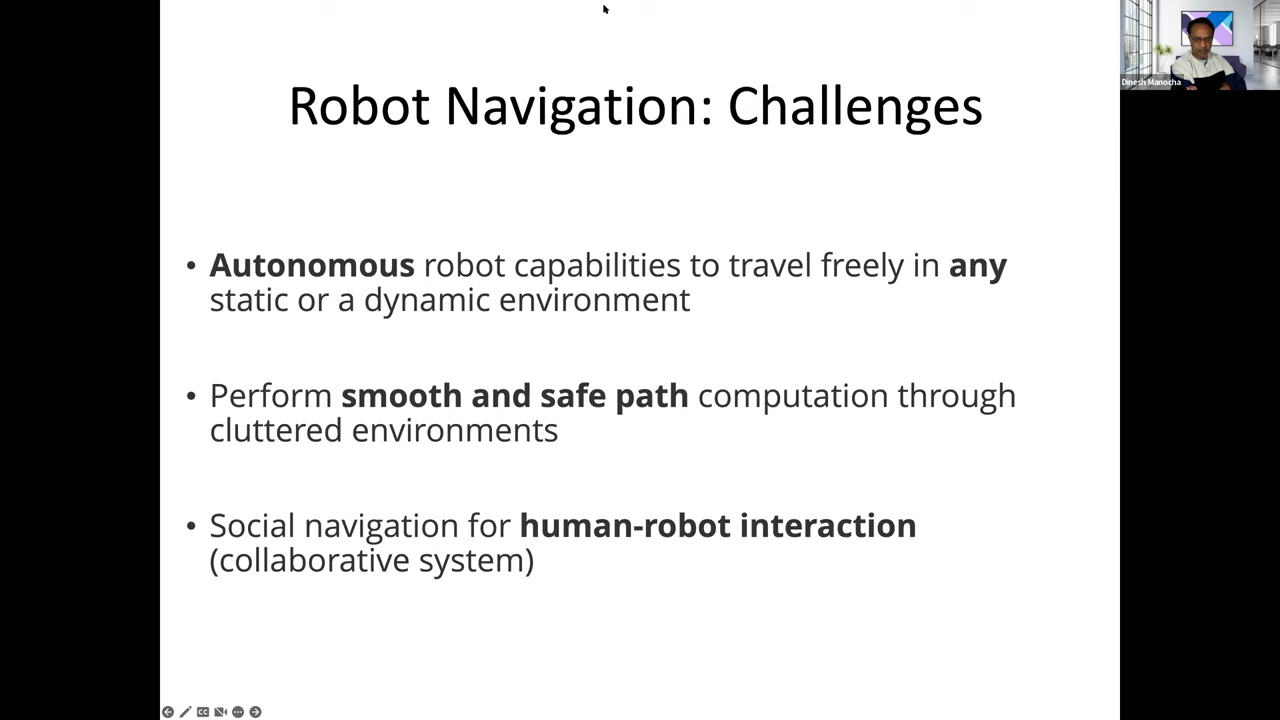 Dinesh Manocha
Robot Navigation: Challenges
• Autonomous robot capabilities to travel freely in any
static or a dynamic environment
• Perform smooth and safe path computation through
cluttered environments
• Social navigation for human-robot interaction
(collaborative system)
CC